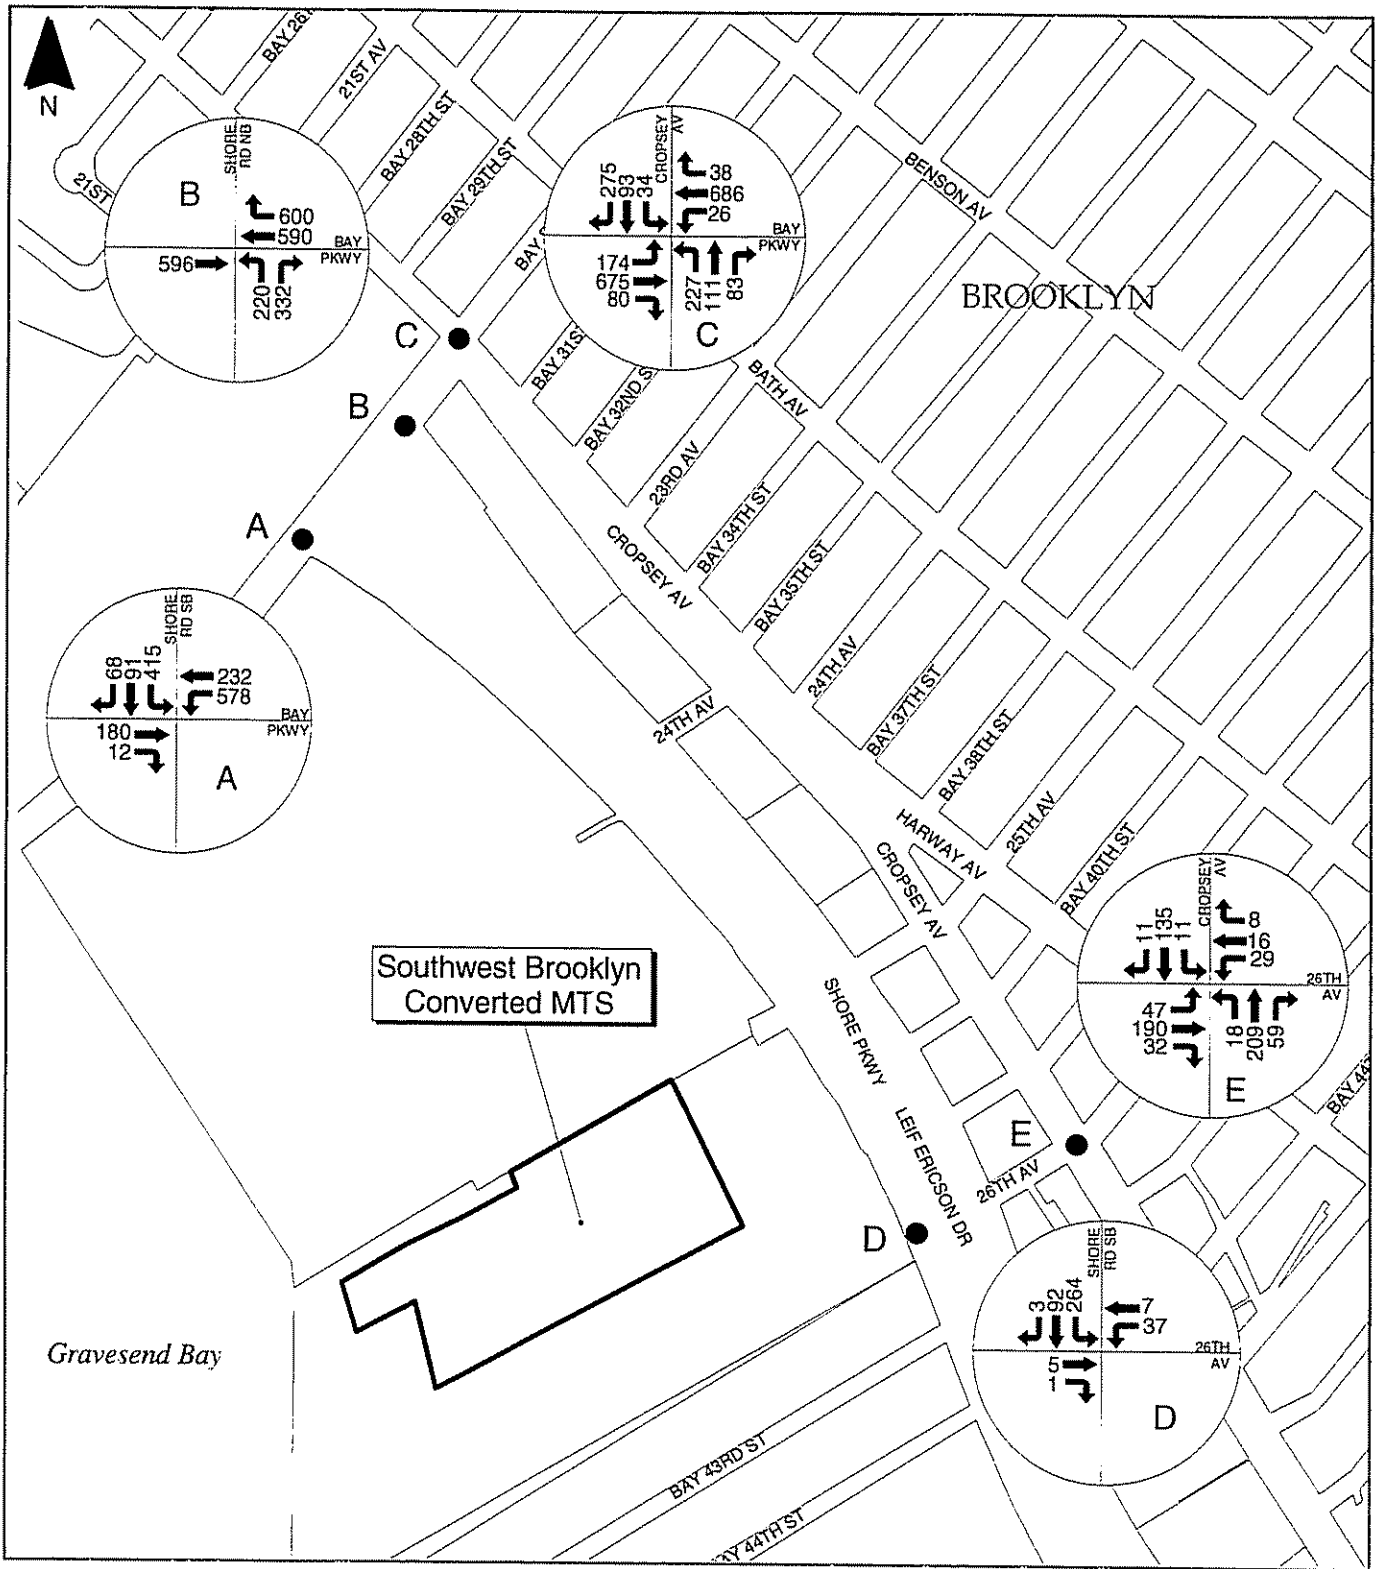 N
BAY 26
21ST AV
BAY 28TH ST
BAY 29TH ST
BAY
21ST
B
SHORE
RD NB
600
590
BAY
PKWY
596
220
332
CROPSEY
AV
275
93
34
38
686
26
BAY
PKWY
174
675
80
227
111
83
C
BENSON AV
BROOKLYN
C
B
A
BAY 31S
BAY 32ND S
BATH AV
23RD AV
BAY 34TH ST
CROPSEY AV
BAY 35TH ST
24TH AV
BAY 37TH ST
BAY 38TH ST
24TH AV
HARWAY AV
25TH AV
BAY 40TH ST
CROPSEY AV
SHORE
RD SB
68
91
415
232
578
BAY
PKWY
180
12
A
Southwest Brooklyn
Converted MTS
SHORE PKWY
LEIF ERICSON DR
CROPSEY
AV
11
135
11
8
16
29
26TH
AV
47
190
32
18
209
59
E
BAY 44T
E
26TH AV
D
SHORE
RD SB
3
92
264
7
37
26TH
AV
5
1
D
Gravesend Bay
BAY 43RD ST
AY 44TH ST